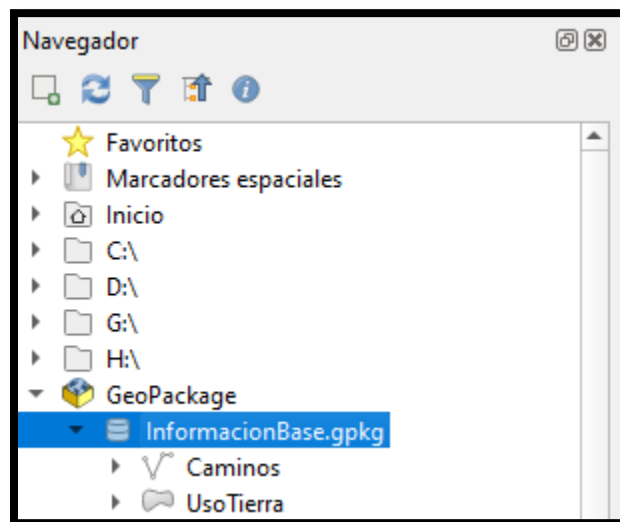 Navegador
Favoritos
Marcadores espaciales
Inicio
C:\
D:\
G:\
H:\
GeoPackage
InformacionBase.gpkg
Caminos
UsoTierra